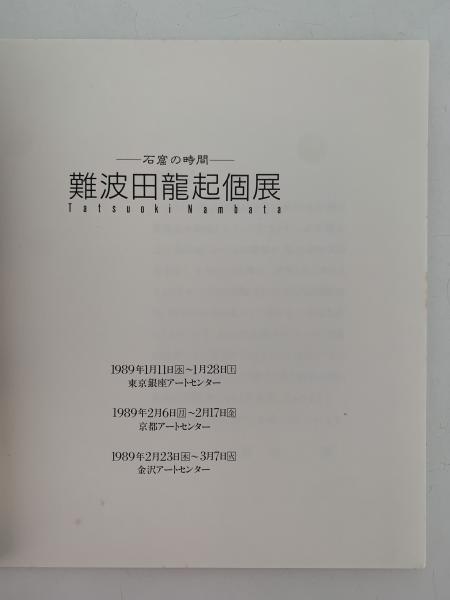 ――石窟の時間――
難波田龍起個展
Tatsuoki Nambata
1989年1月11日㊌~1月28日㊏
東京銀座アートセンター
1989年2月6日㊊~2月17日㊎
京都アートセンター
1989年2月23日㊍~3月7日㊋
金沢アートセンター